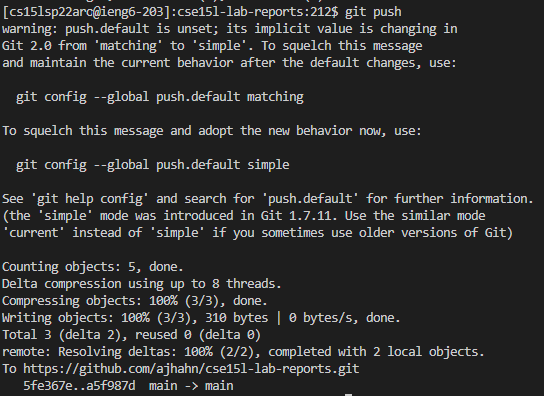 [cs15lsp22arc@ieng6-203]:cse15l-lab-reports:212$ git push
warning: push.default is unset; its implicit value is changing in
Git 2.0 from 'matching' to 'simple'. To squelch this message
and maintain the current behavior after the default changes, use:

  git config --global push.default matching

To squelch this message and adopt the new behavior now, use:

  git config --global push.default simple

See 'git help config' and search for 'push.default' for further information.
(the 'simple' mode was introduced in Git 1.7.11. Use the similar mode
'current' instead of 'simple' if you sometimes use older versions of Git)

Counting objects: 5, done.
Delta compression using up to 8 threads.
Compressing objects: 100% (3/3), done.
Writing objects: 100% (3/3), 310 bytes | 0 bytes/s, done.
Total 3 (delta 2), reused 0 (delta 0)
remote: Resolving deltas: 100% (2/2), completed with 2 local objects.
To https://github.com/ajhahn/cse15l-lab-reports.git
   5fe367e..a5f987d  main -> main